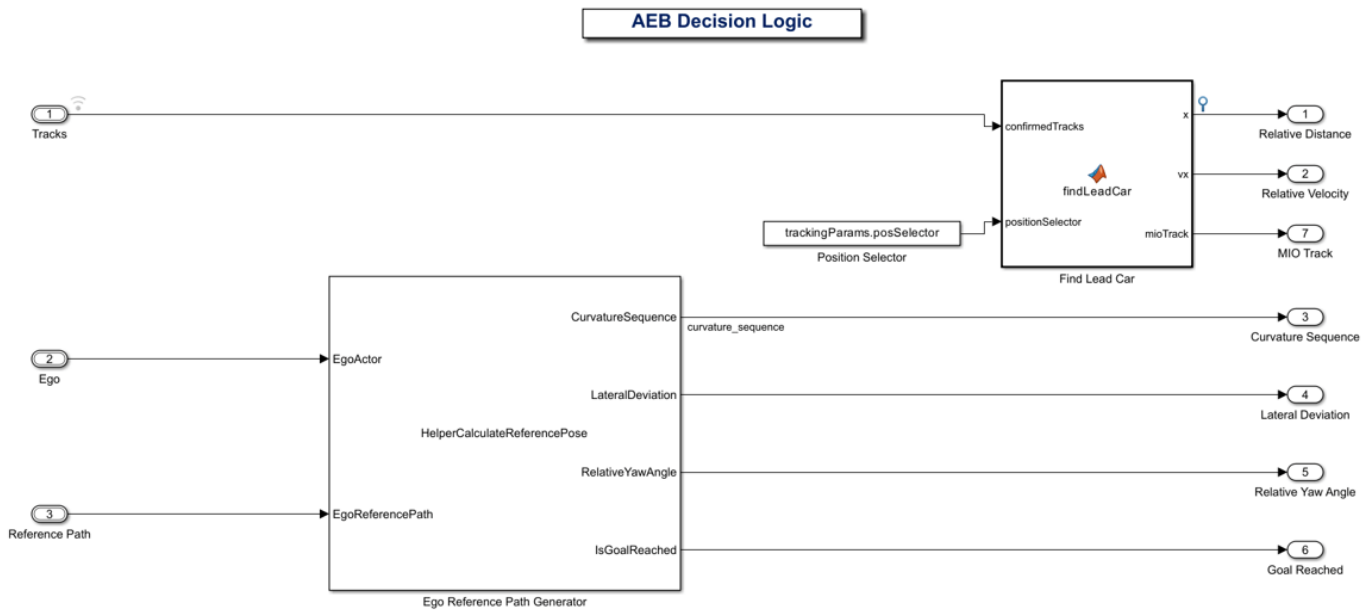 AEB Decision Logic
1
Tracks
confirmedTracks
positionSelector
findLeadCar
x
vx
mioTrack
Find Lead Car
trackingParams.posSelector
Position Selector
1
Relative Distance
2
Relative Velocity
7
MIO Track
2
Ego
3
Reference Path
EgoActor
EgoReferencePath
HelperCalculateReferencePose
CurvatureSequence
LateralDeviation
RelativeYawAngle
IsGoalReached
Ego Reference Path Generator
curvature_sequence
3
Curvature Sequence
4
Lateral Deviation
5
Relative Yaw Angle
6
Goal Reached